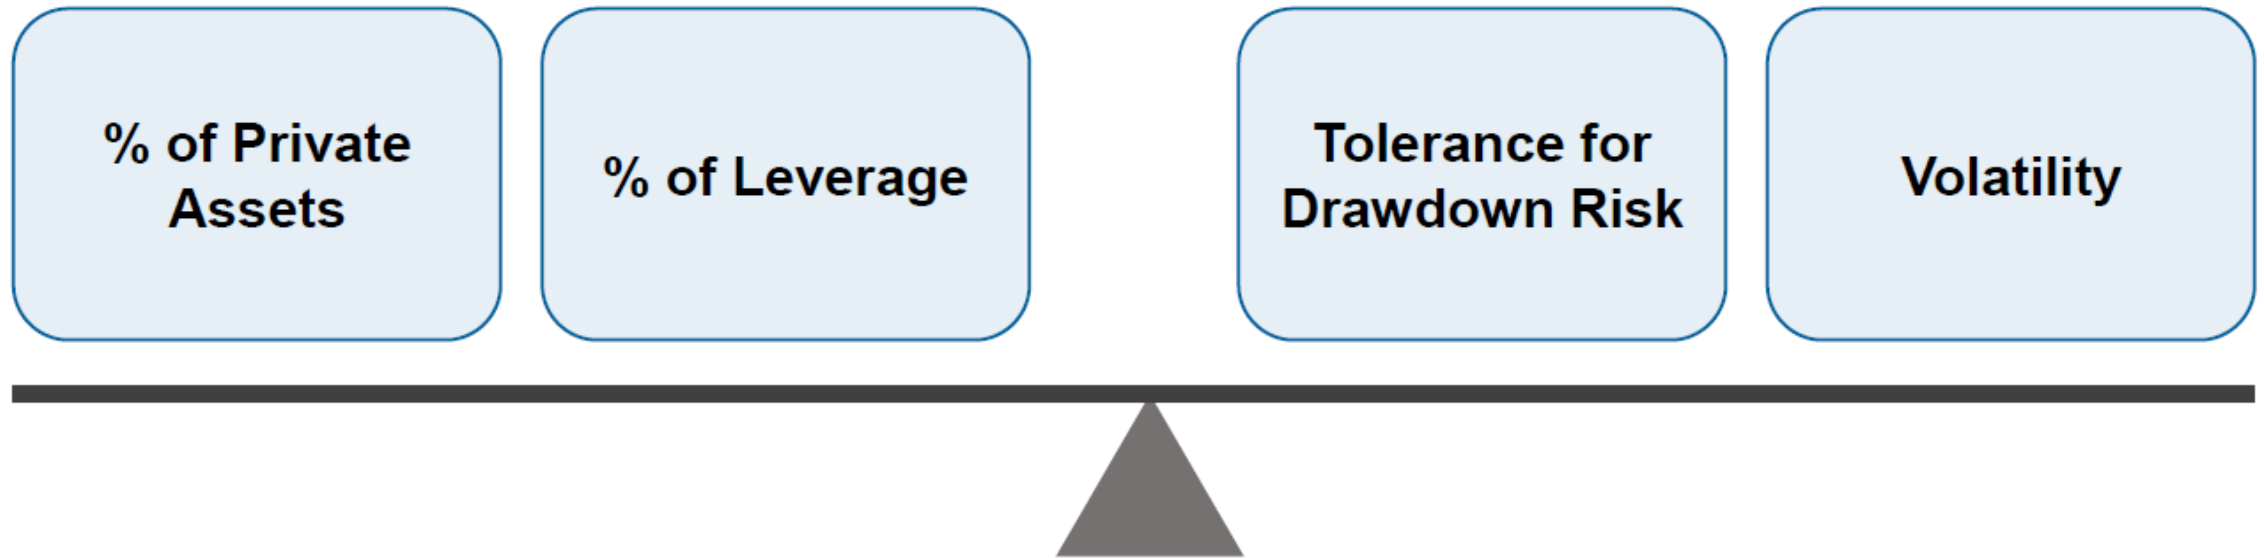 % of Private
Assets
% of Leverage
Tolerance for
Drawdown Risk
Volatility